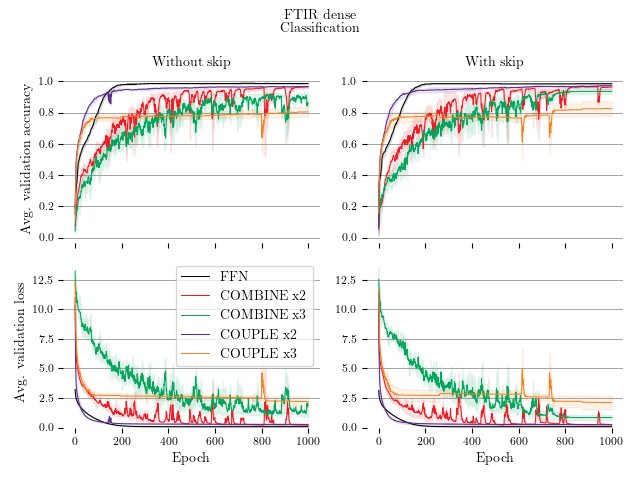 FTIR dense
Classification
Without skip
With skip
Avg. validation accuracy
1.0
0.8
0.6
0.4
0.2
0.0
1.0
0.8
0.6
0.4
0.2
0.0
Avg. validation loss
12.5
10.0
7.5
5.0
2.5
0.0
FFN
COMBINE x2
COMBINE x3
COUPLE x2
COUPLE x3
12.5
10.0
7.5
5.0
2.5
0.0
0 200 400 600 800 1000
0 200 400 600 800 1000
Epoch
Epoch